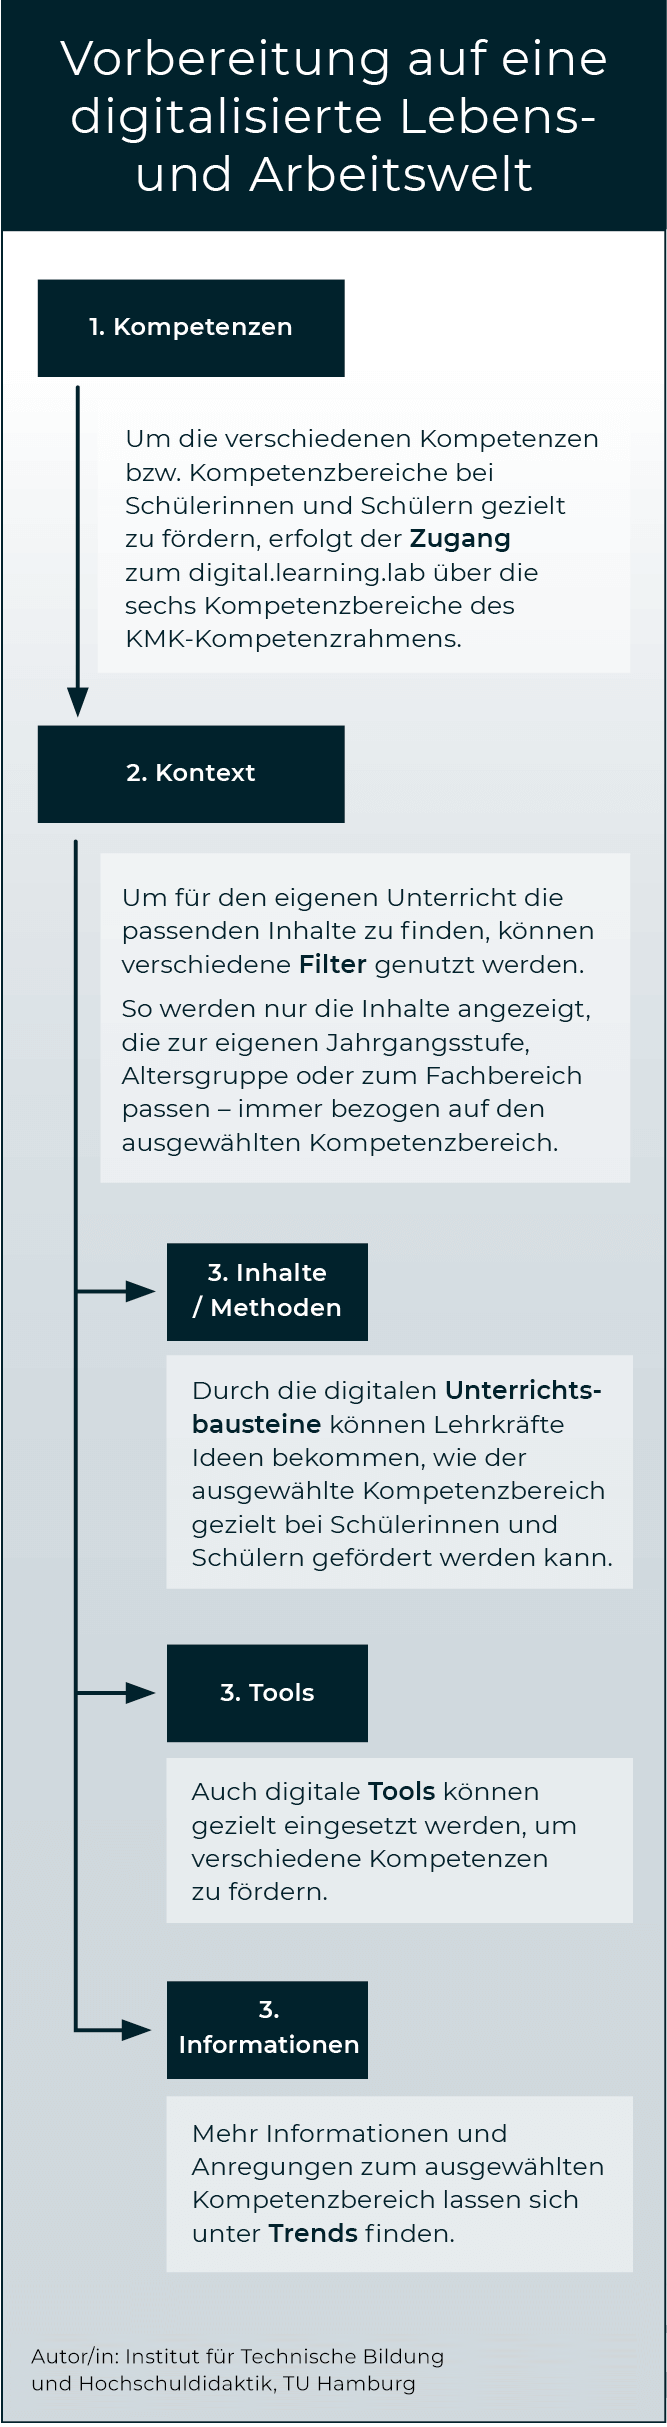 Vorbereitung auf eine
digitalisierte Lebens-
und Arbeitswelt
1. Kompetenzen
Um die verschiedenen Kompetenzen
bzw. Kompetenzbereiche bei
Schülerinnen und Schülern gezielt
zu fördern, erfolgt der Zugang
zum digital.learning.lab über die
sechs Kompetenzbereiche des
KMK-Kompetenzrahmens.
2. Kontext
Um für den eigenen Unterricht die
passenden Inhalte zu finden, können
verschiedene Filter genutzt werden.
So werden nur die Inhalte angezeigt,
die zur eigenen Jahrgangsstufe,
Altersgruppe oder zum Fachbereich
passen – immer bezogen auf den
ausgewählten Kompetenzbereich.
3. Inhalte
/ Methoden
Durch die digitalen Unterrichts-
bausteine können Lehrkräfte
Ideen bekommen, wie der
ausgewählte Kompetenzbereich
gezielt bei Schülerinnen und
Schülern gefördert werden kann.
3. Tools
Auch digitale Tools können
gezielt eingesetzt werden, um
verschiedene Kompetenzen
zu fördern.
3.
Informationen
Mehr Informationen und
Anregungen zum ausgewählten
Kompetenzbereich lassen sich
unter Trends finden.
Autor/in: Institut für Technische Bildung
und Hochschuldidaktik, TU Hamburg